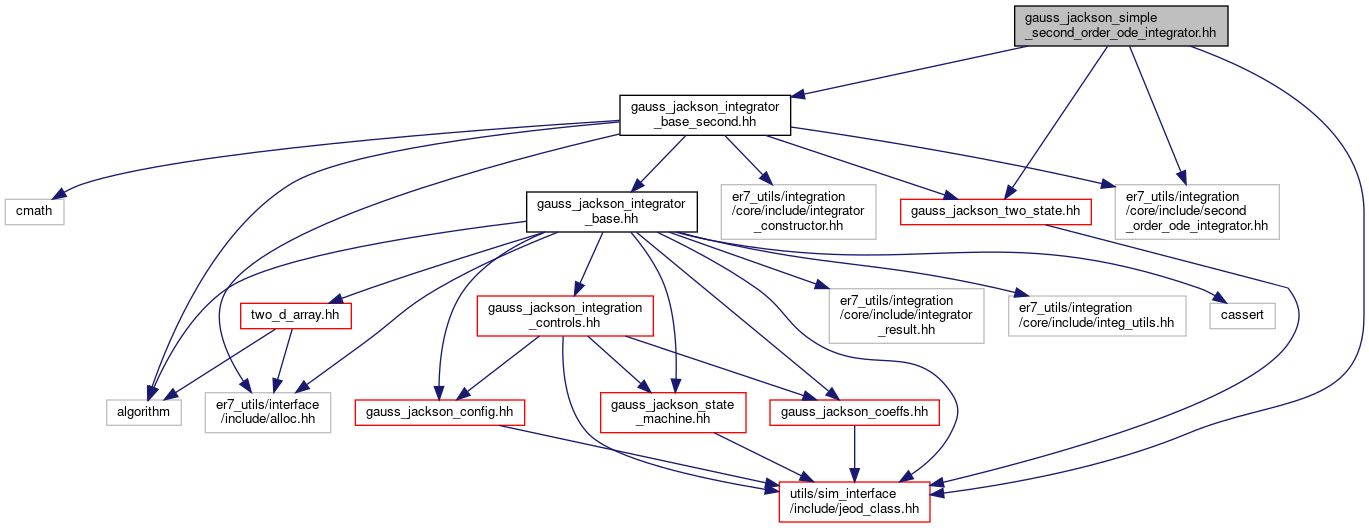 gauss_jackson_simple
_second_order_ode_integrator.hh
gauss_jackson_integrator
_base_second.hh
cmath
gauss_jackson_integrator
_base.hh
er7_utils/integration
/core/include/integrator
_constructor.hh
gauss_jackson_two_state.hh
er7_utils/integration
/core/include/second
_order_ode_integrator.hh
two_d_array.hh
gauss_jackson_integration
_controls.hh
er7_utils/integration
/core/include/integrator
_result.hh
er7_utils/integration
/core/include/integ_utils.hh
cassert
algorithm
er7_utils/interface
/include/alloc.hh
gauss_jackson_config.hh
gauss_jackson_state
_machine.hh
gauss_jackson_coeffs.hh
utils/sim_interface
/include/jeod_class.hh